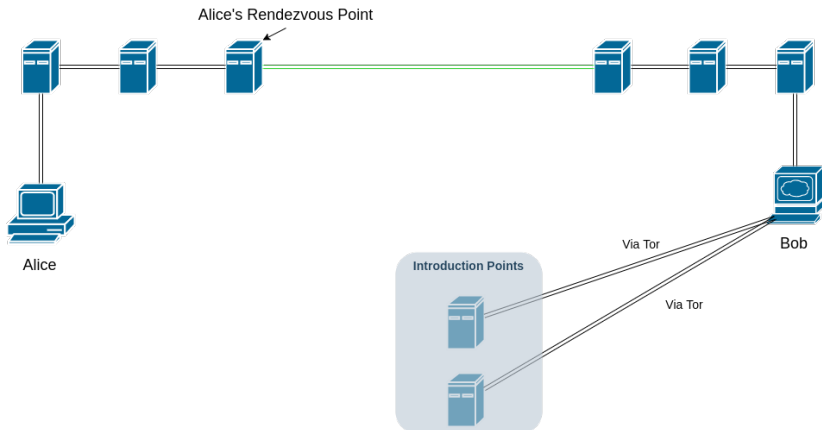 Alice's Rendezvous Point
Alice
Bob
Via Tor
Introduction Points
Via Tor